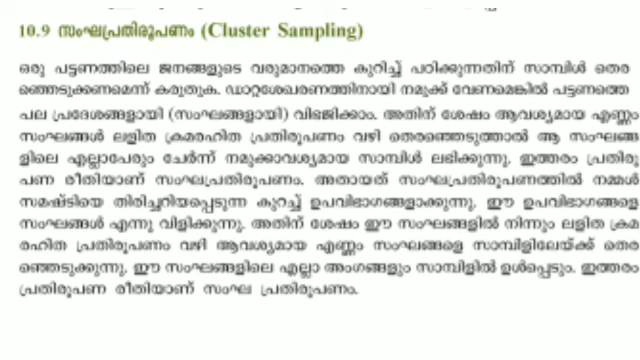 10.9 സംഘപ്രതിരൂപണം (Cluster Sampling)
ഒരു പട്ടണത്തിലെ ജനങ്ങളുടെ വരുമാനത്തെ കുറിച്ച് പഠിക്കുന്നതിന് സാമ്പിൾ തെര
ഞ്ഞെടുക്കണമെന്ന് കരുതുക. ഡാറ്റശേഖരണത്തിനായി നമുക്ക് വേണമെങ്കിൽ പട്ടണത്തെ
പല പ്രദേശങ്ങളായി (സംഘങ്ങളായി) വിഭജിക്കാം. അതിന് ശേഷം ആവശ്യമായ എണ്ണം
സംഘങ്ങൾ ലളിത ക്രമരഹിത പ്രതിരൂപണം വഴി തെരഞ്ഞെടുത്താൽ ആ സംഘങ്ങ
ളിലെ എല്ലാപേരും ചേർന്ന് നമുക്കാവശ്യമായ സാമ്പിൾ ലഭിക്കുന്നു. ഇത്തരം പ്രതിരൂ
പണ രീതിയാണ് സംഘപ്രതിരൂപണം. അതായത് സംഘപ്രതിരൂപണത്തിൽ നമ്മൾ
സമഷ്ടിയെ തിരിച്ചറിയപ്പെടുന്ന കുറച്ച് ഉപവിഭാഗങ്ങളാക്കുന്നു. ഈ ഉപവിഭാഗങ്ങളെ
സംഘങ്ങൾ എന്നു വിളിക്കുന്നു. അതിന് ശേഷം ഈ സംഘങ്ങളിൽ നിന്നും ലളിത ക്രമ
രഹിത പ്രതിരൂപണം വഴി ആവശ്യമായ എണ്ണം സംഘങ്ങളെ സാമ്പിളിലേയ്ക്ക് തെര
ഞ്ഞെടുക്കുന്നു. ഈ സംഘങ്ങളിലെ എല്ലാ അംഗങ്ങളും സാമ്പിളിൽ ഉൾപ്പെടും. ഇത്തരം
പ്രതിരൂപണ രീതിയാണ് സംഘ പ്രതിരൂപണം.